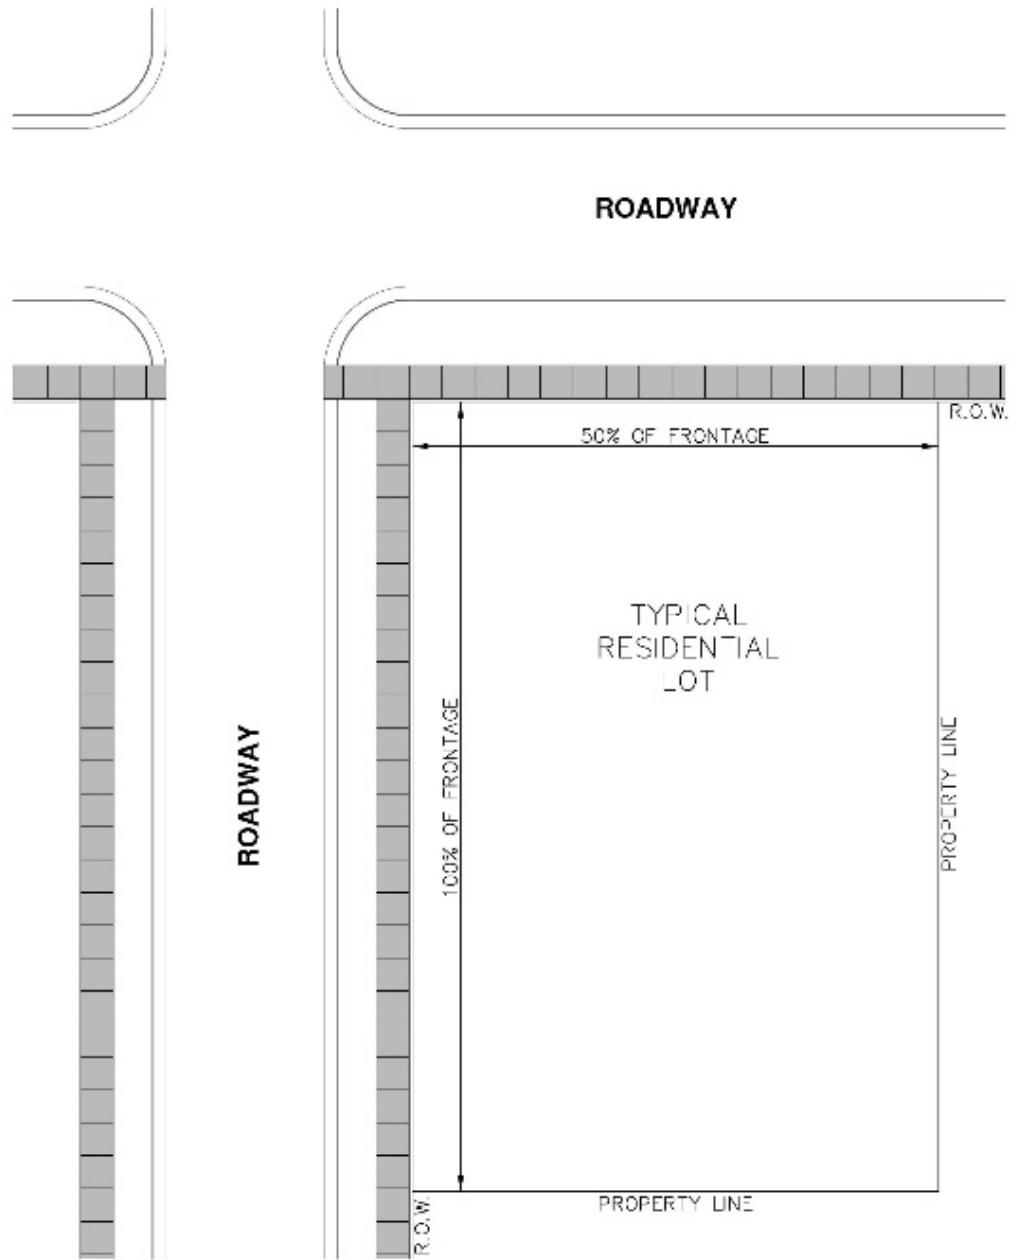 ROADWAY
R.O.W.
50% OF FRONTAGE
TYPICAL
RESIDENTIAL
LOT
100% OF FRONTAGE
ROADWAY
PROPERTY LINE
PROPERTY LINE
R.O.W.